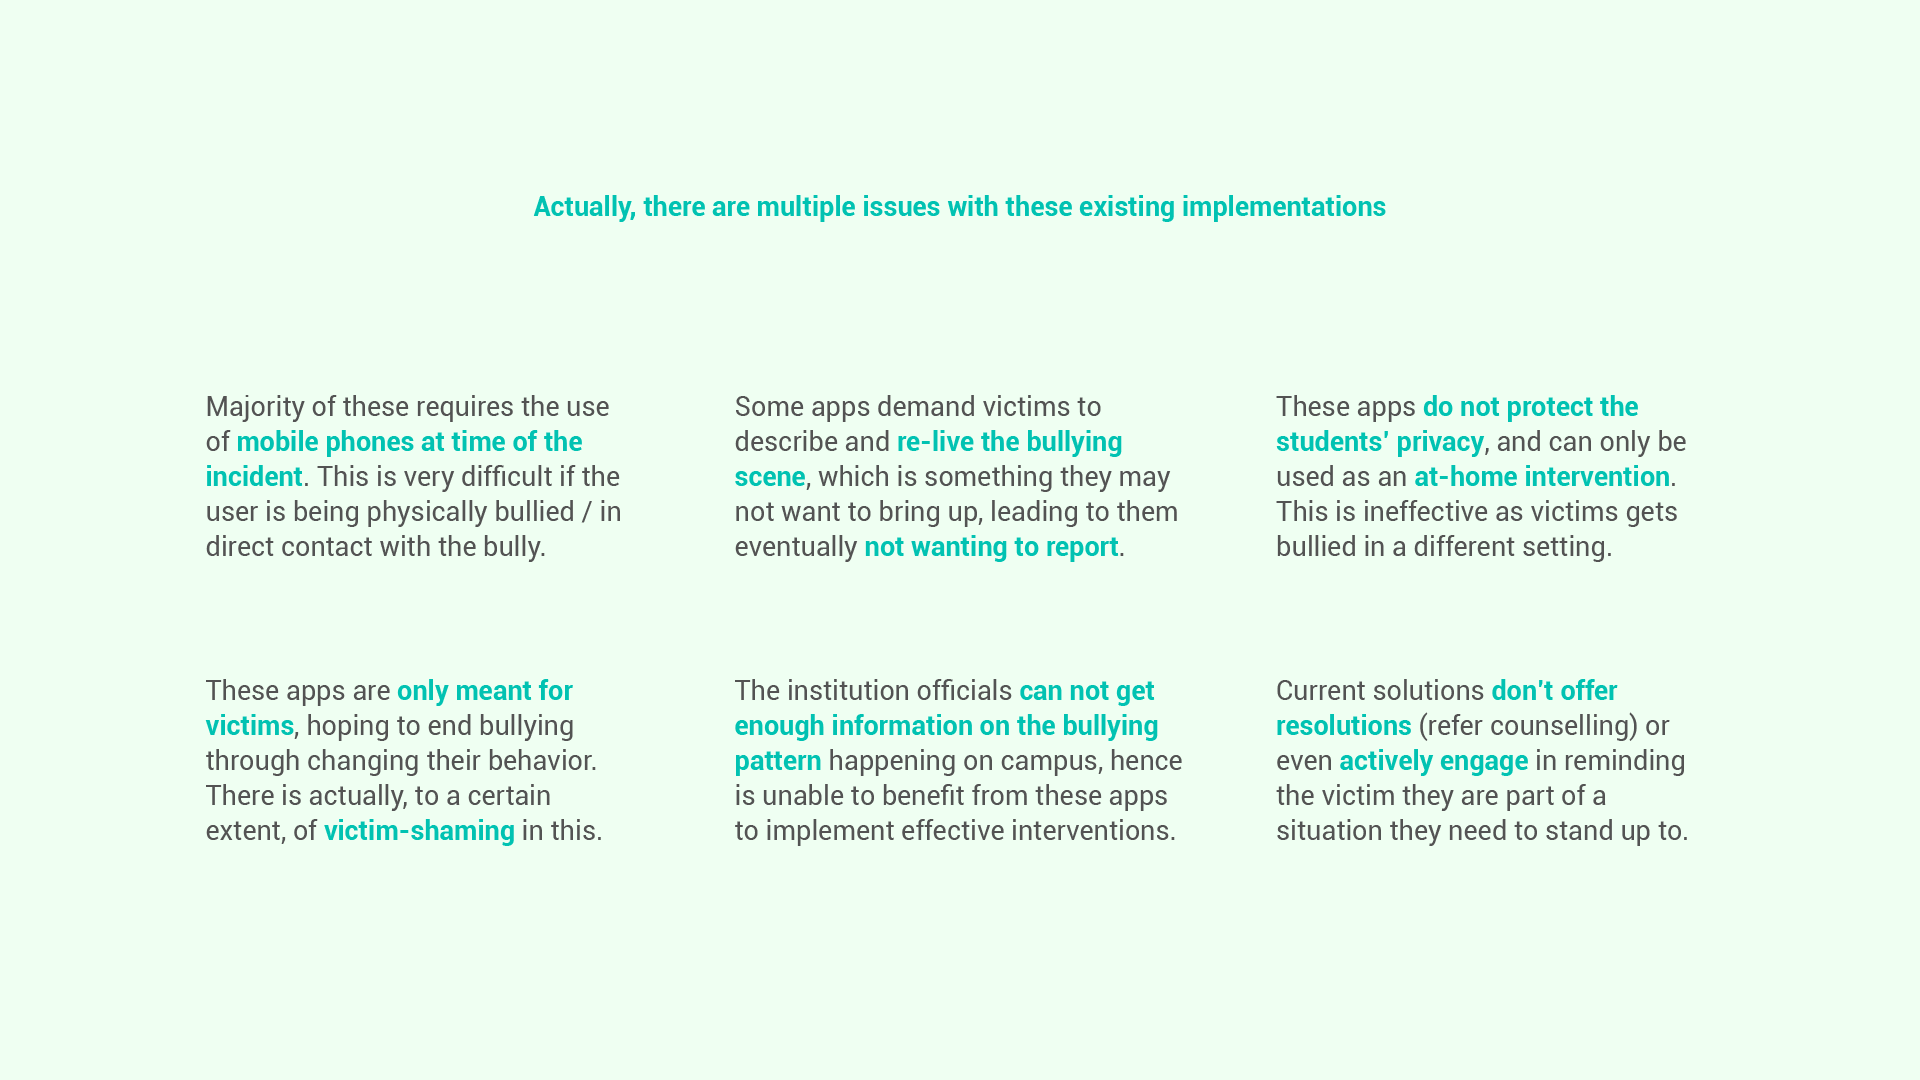 Actually, there are multiple issues with these existing implementations
Majority of these requires the use
of mobile phones at time of the
incident. This is very difficult if the
user is being physically bullied / in
direct contact with the bully.
Some apps demand victims to
describe and re-live the bullying
scene, which is something they may
not want to bring up, leading to them
eventually not wanting to report.
These apps do not protect the
students' privacy, and can only be
used as an at-home intervention.
This is ineffective as victims gets
bullied in a different setting.
These apps are only meant for
victims, hoping to end bullying
through changing their behavior.
There is actually, to a certain
extent, of victim-shaming in this.
The institution officials can not get
enough information on the bullying
pattern happening on campus, hence
is unable to benefit from these apps
to implement effective interventions.
Current solutions don't offer
resolutions (refer counselling) or
even actively engage in reminding
the victim they are part of a
situation they need to stand up to.